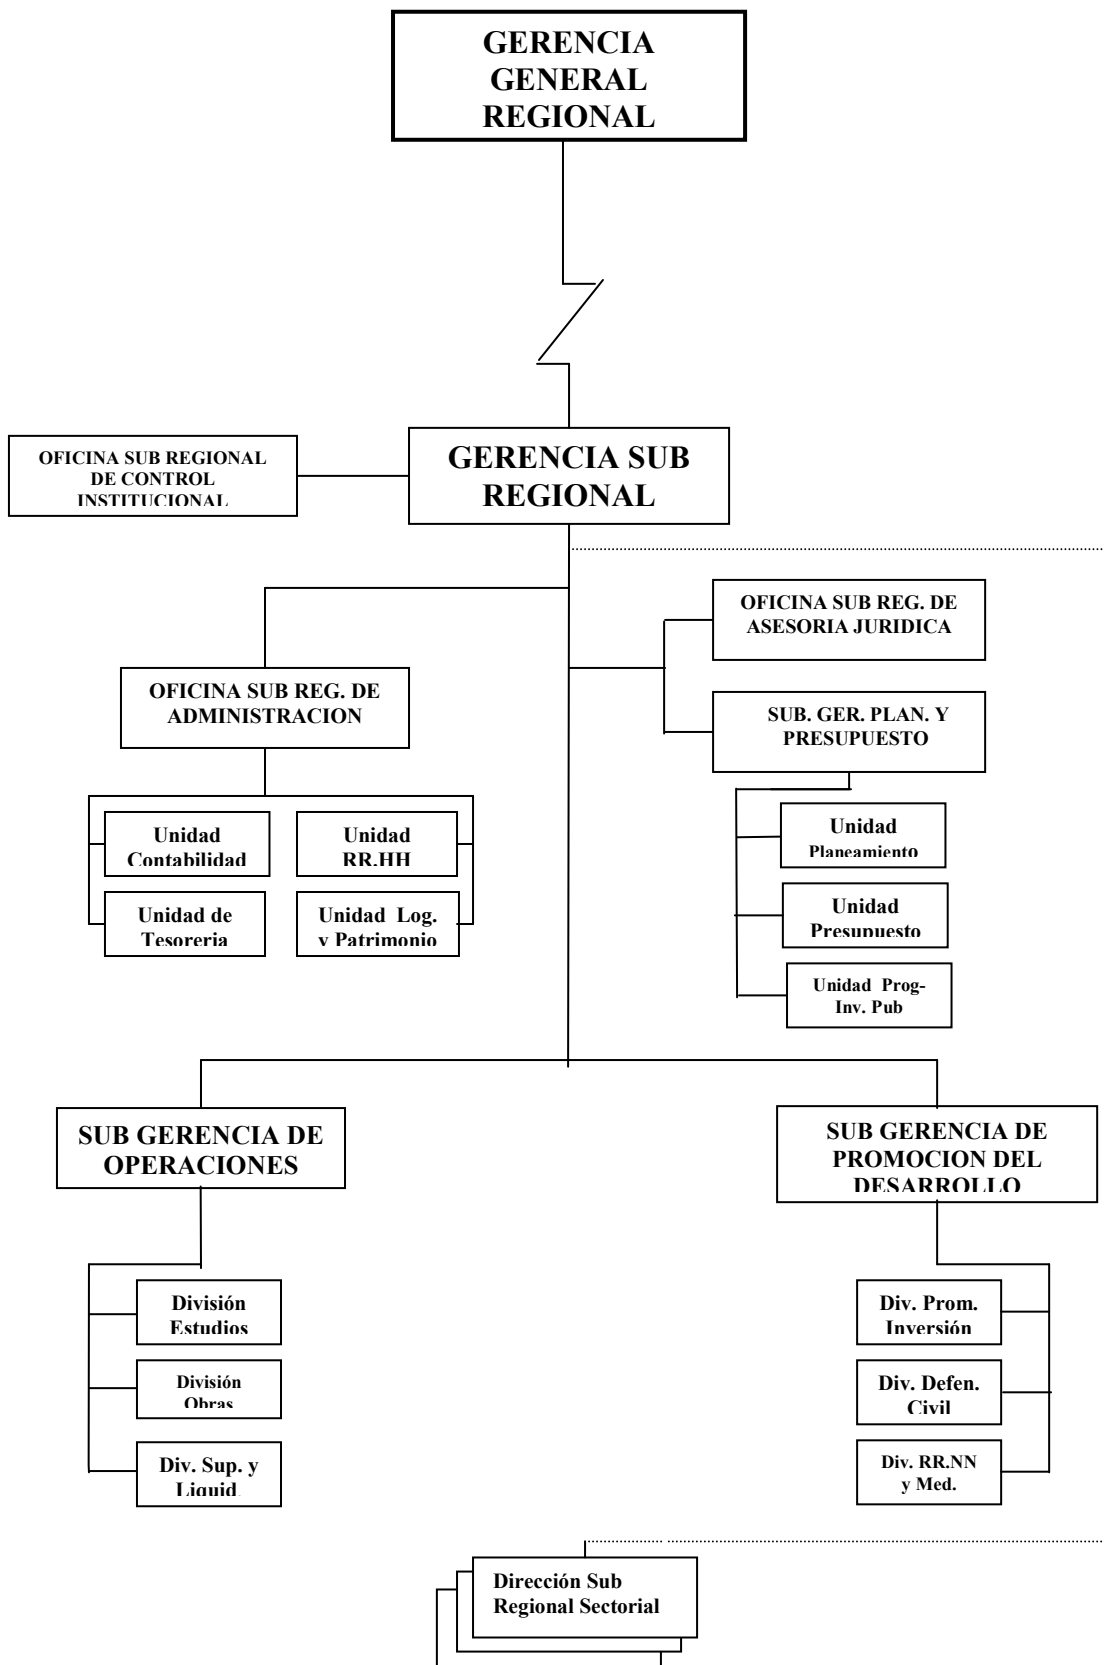 GERENCIA
GENERAL
REGIONAL
OFICINA SUB REGIONAL
DE CONTROL
INSTITUCIONAL
GERENCIA SUB
REGIONAL
OFICINA SUB REG. DE
ASESORIA JURIDICA
OFICINA SUB REG. DE
ADMINISTRACION
SUB. GER. PLAN. Y
PRESUPUESTO
Unidad
Contabilidad
Unidad
RR.HH
Unidad de
Tesoreria
Unidad Log.
y Patrimonio
Unidad
Planeamiento
Unidad
Presupuesto
Unidad Prog-
Inv. Pub
SUB GERENCIA DE
OPERACIONES
SUB GERENCIA DE
PROMOCION DEL
DESARROLLO
División
Estudios
División
Obras
Div. Sup. y
Liquid.
Div. Prom.
Inversión
Div. Defen.
Civil
Div. RR.NN
y Med.
Dirección Sub
Regional Sectorial